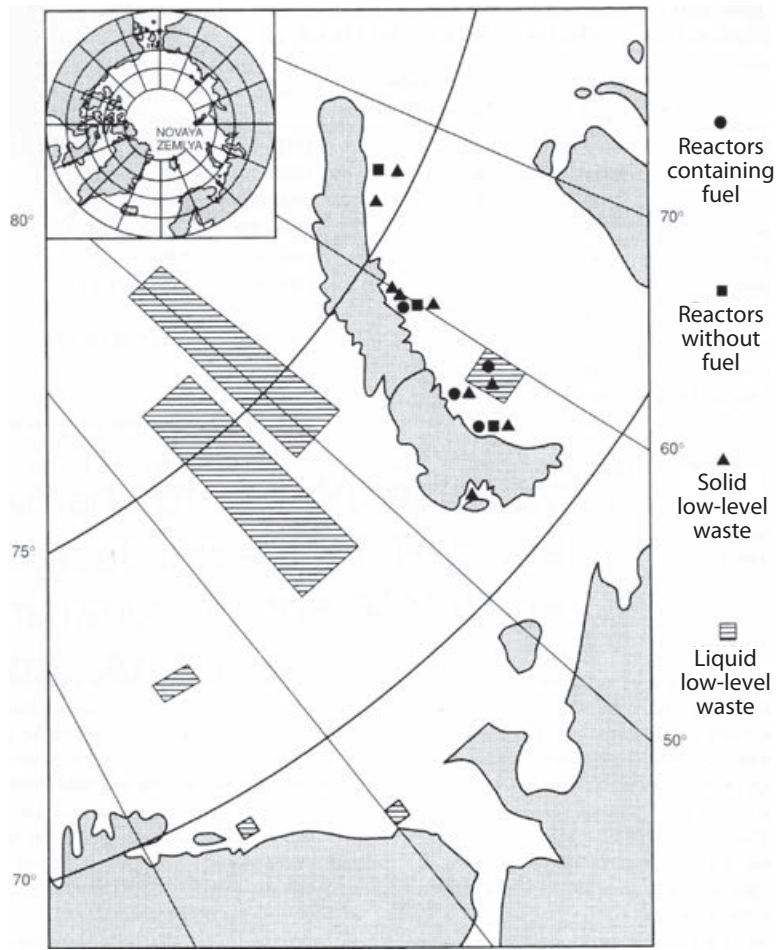 NOVAYA
ZEMLYA
80°
75°
70°
70°
60°
50°
Reactors
containing
fuel
Reactors
without
fuel
Solid
low-level
waste
Liquid
low-level
waste